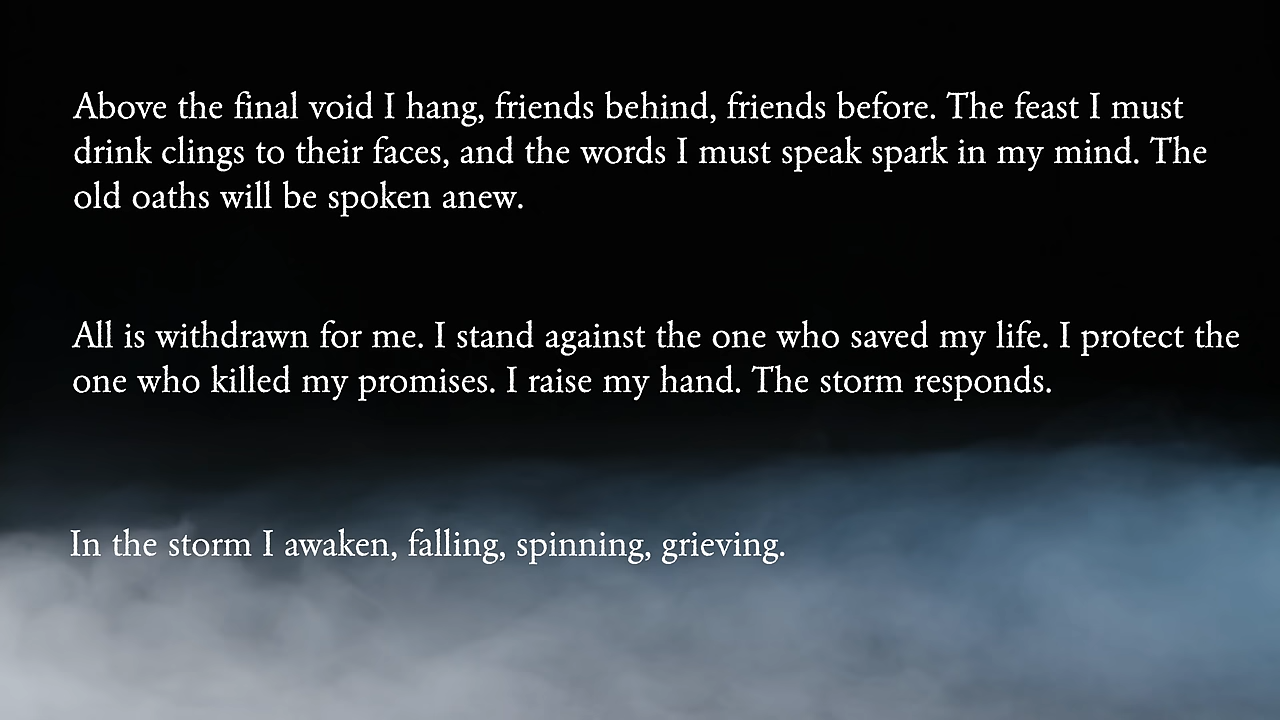 Above the final void I hang, friends behind, friends before. The feast I must
drink clings to their faces, and the words I must speak spark in my mind. The
old oaths will be spoken anew.
All is withdrawn for me. I stand against the one who saved my life. I protect the
one who killed my promises. I raise my hand. The storm responds.
In the storm I awaken, falling, spinning, grieving.